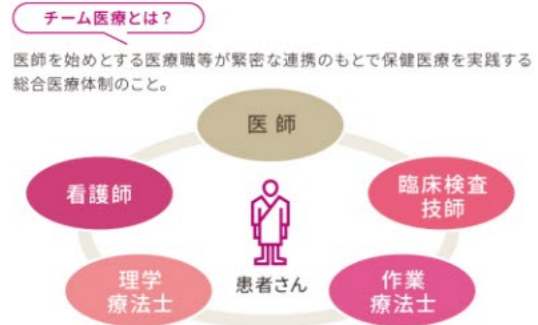 チーム医療とは？
医師を始めとする医療職等が緊密な連携のもとで保健医療を実践する
総合医療体制のこと。
医師
看護師
臨床検査
技師
理学
療法士
患者さん
作業
療法士